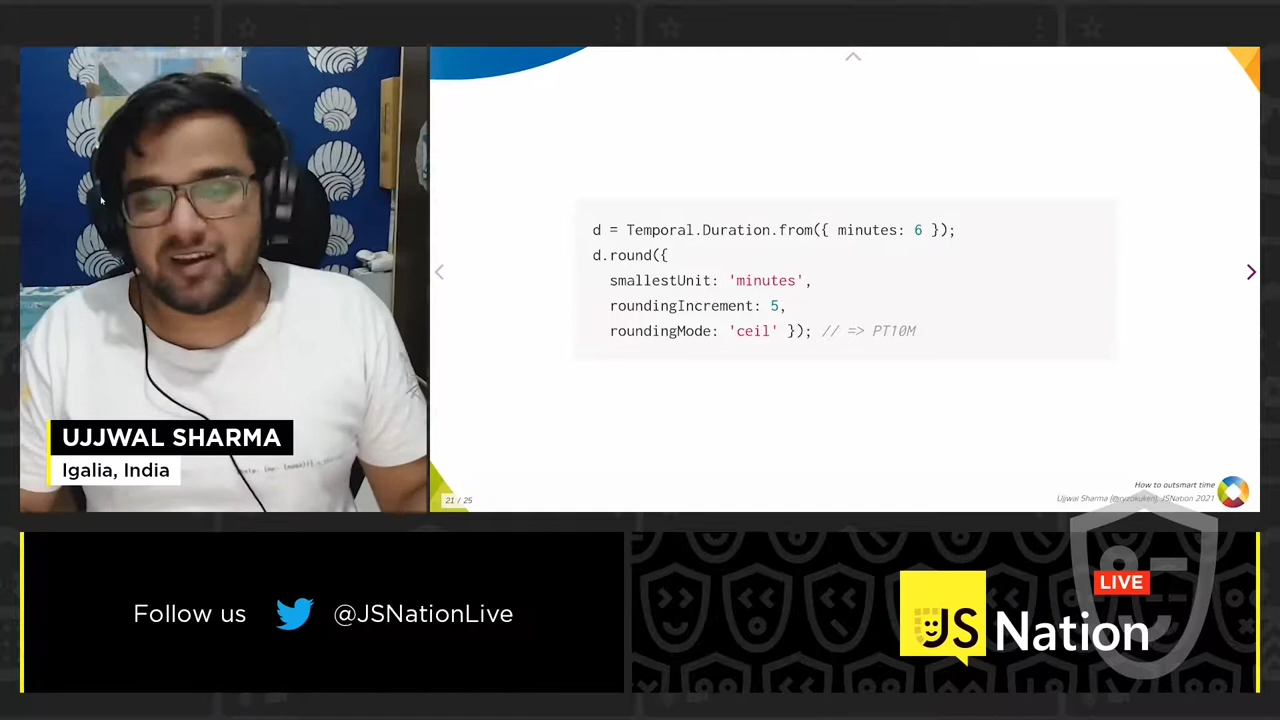 d = Temporal.Duration.from({ minutes: 6 });
d.round({
smallestUnit: 'minutes',
roundingIncrement: 5,
roundingMode: 'ceil' }); // => PT10M
UJJWAL SHARMA
Igalia, India
21 / 25
How to outsmart time
Ujjwal Sharma (@ryzokuken), JSNation 2021
Follow us @JSNationLive
LIVE
JS Nation